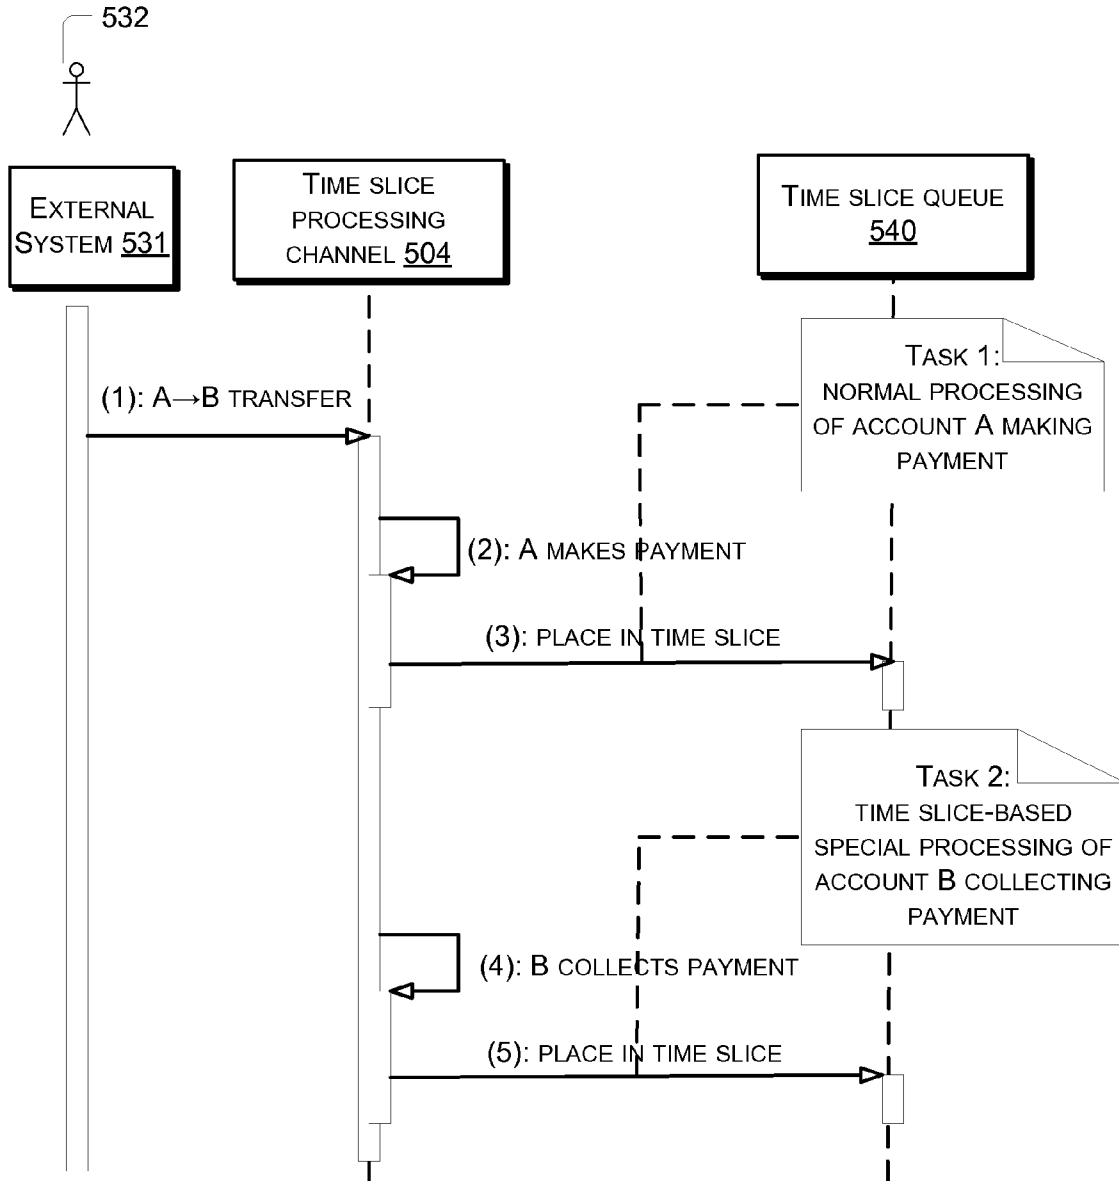 532
EXTERNAL
SYSTEM 531
TIME SLICE
PROCESSING
CHANNEL 504
TIME SLICE QUEUE
540
(1): A→B TRANSFER
TASK 1:
NORMAL PROCESSING
OF ACCOUNT A MAKING
PAYMENT
(2): A MAKES PAYMENT
(3): PLACE IN TIME SLICE
TASK 2:
TIME SLICE-BASED
SPECIAL PROCESSING OF
ACCOUNT B COLLECTING
PAYMENT
(4): B COLLECTS PAYMENT
(5): PLACE IN TIME SLICE